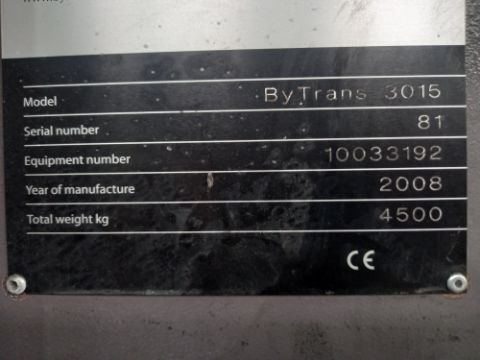 Model ByTrans 3015
Serial number 81
Equipment number 10033192
Year of manufacture 2008
Total weight kg 4500
CE